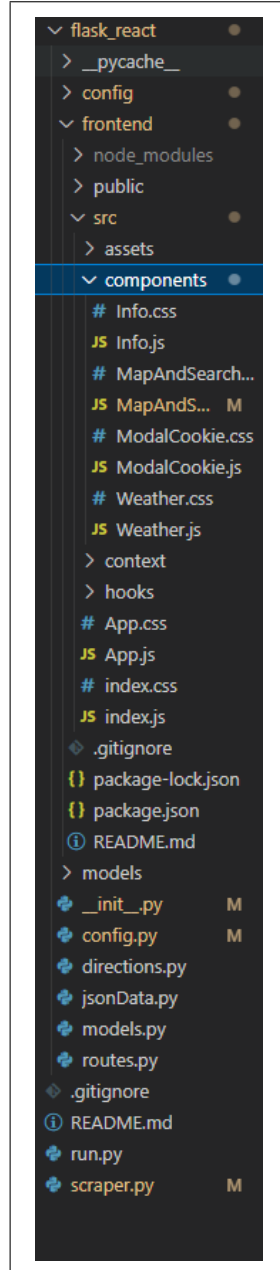 flask_react
__pycache__
config
frontend
node_modules
public
src
assets
components
# Info.css
JS Info.js
# MapAndSearch...
JS MapAndS... M
# ModalCookie.css
JS ModalCookie.js
# Weather.css
JS Weather.js
context
hooks
# App.css
JS App.js
# index.css
JS index.js
.gitignore
{} package-lock.json
{} package.json
README.md
models
__init__.py M
config.py M
directions.py
jsonData.py
models.py
routes.py
.gitignore
README.md
run.py
scraper.py M